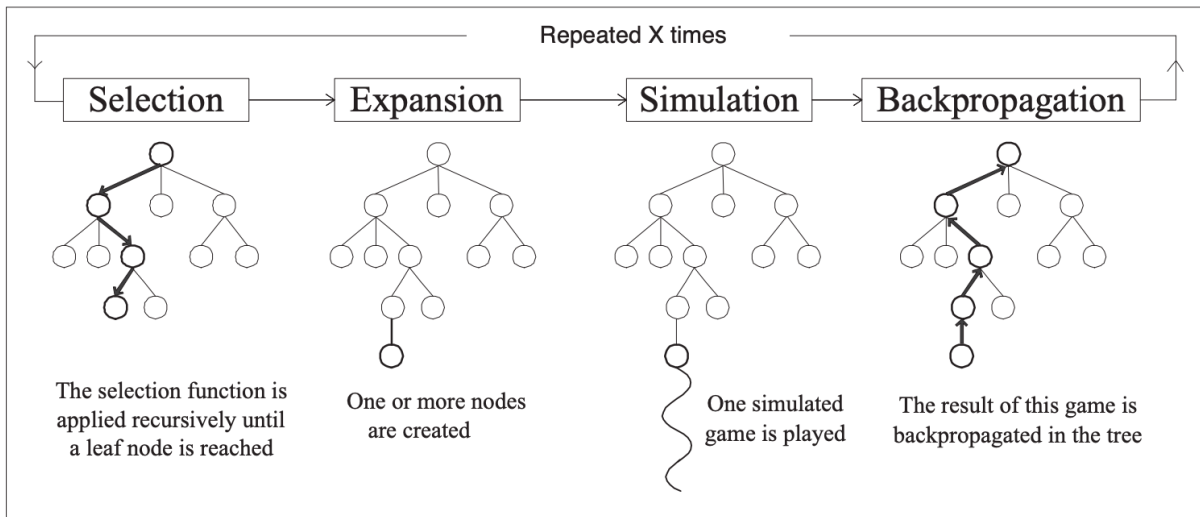 Repeated X times
Selection
Expansion
Simulation
Backpropagation
The selection function is
applied recursively until
a leaf node is reached
One or more nodes
are created
One simulated
game is played
The result of this game is
backpropagated in the tree